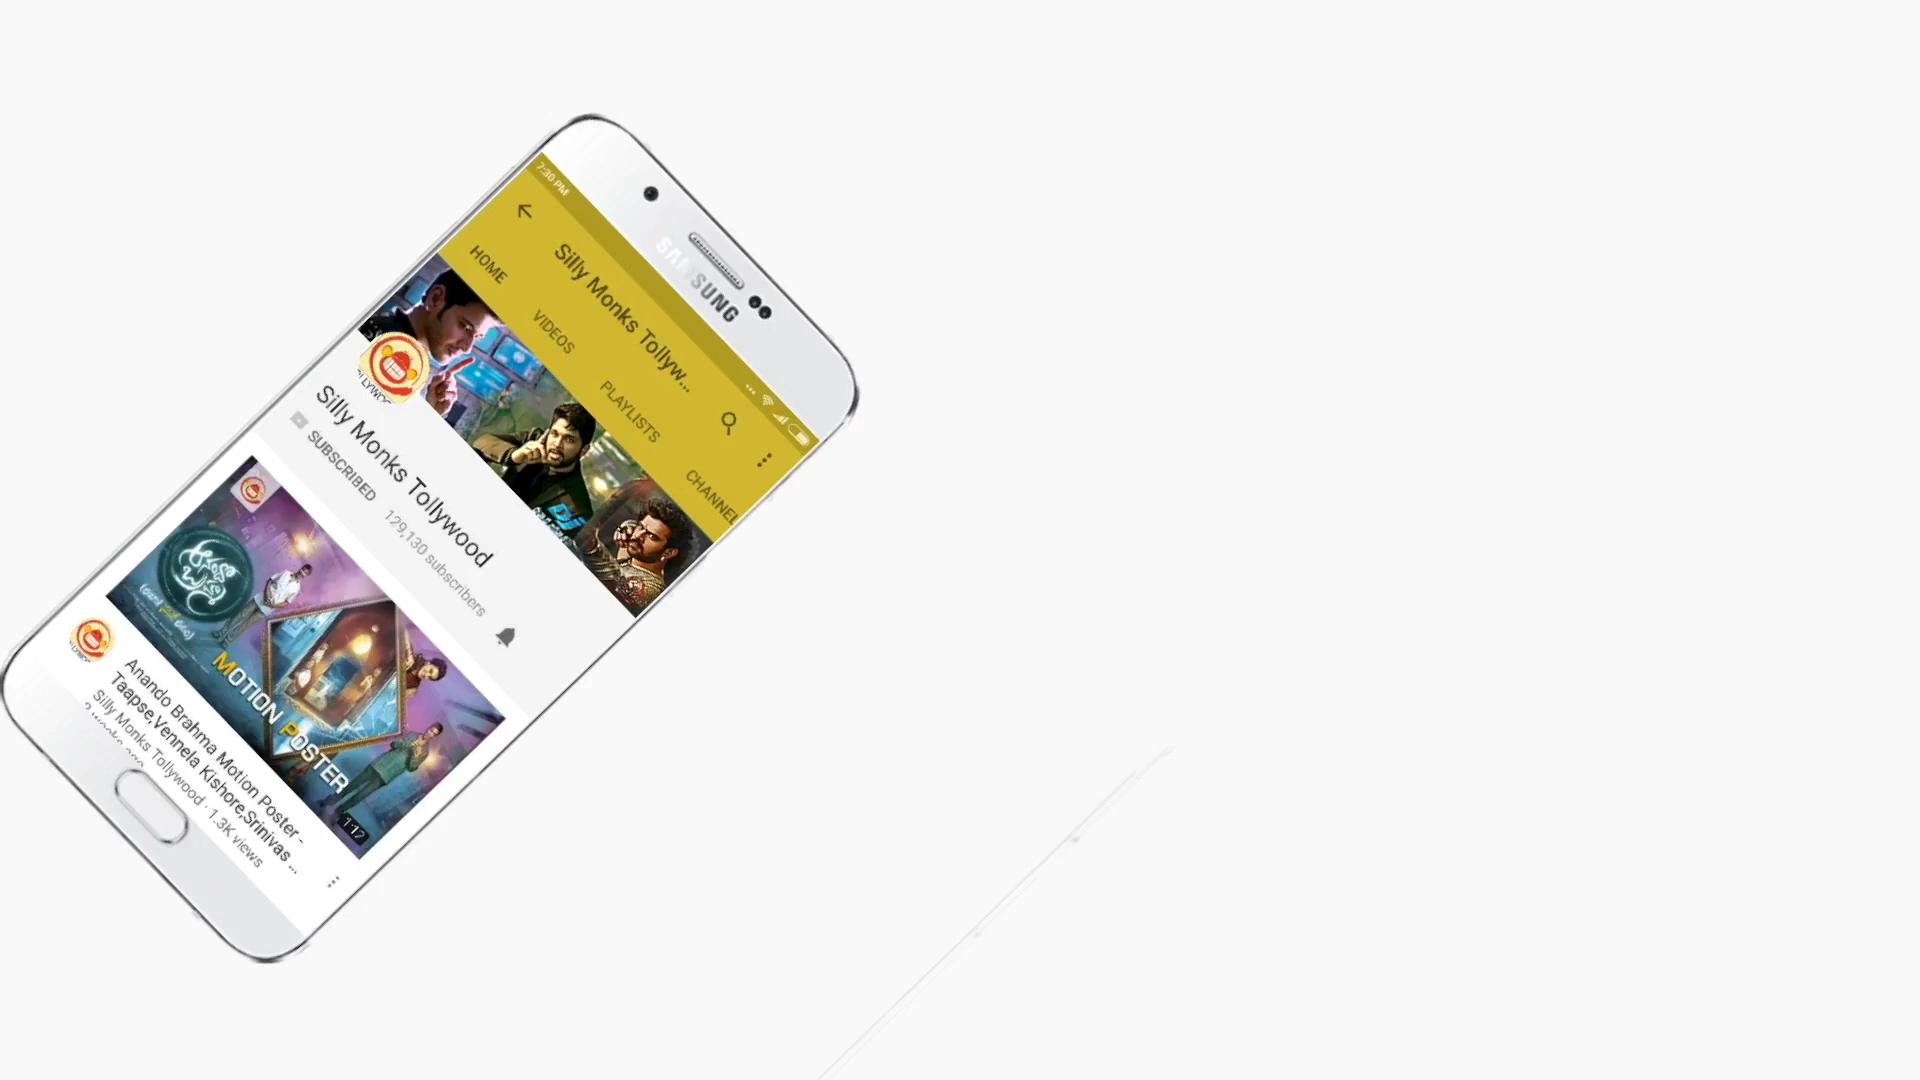 SAMSUNG
7:30 PM
Silly Monks Tollyw...
HOME
VIDEOS
PLAYLISTS
CHANNEL
DJ
Silly Monks Tollywood
SUBSCRIBED
129,130 subscribers
MOTION POSTER
1:12
Anando Brahma Motion Poster -
Taapse,Vennela Kishore,Srinivas ...
Silly Monks Tollywood · 1.3K views